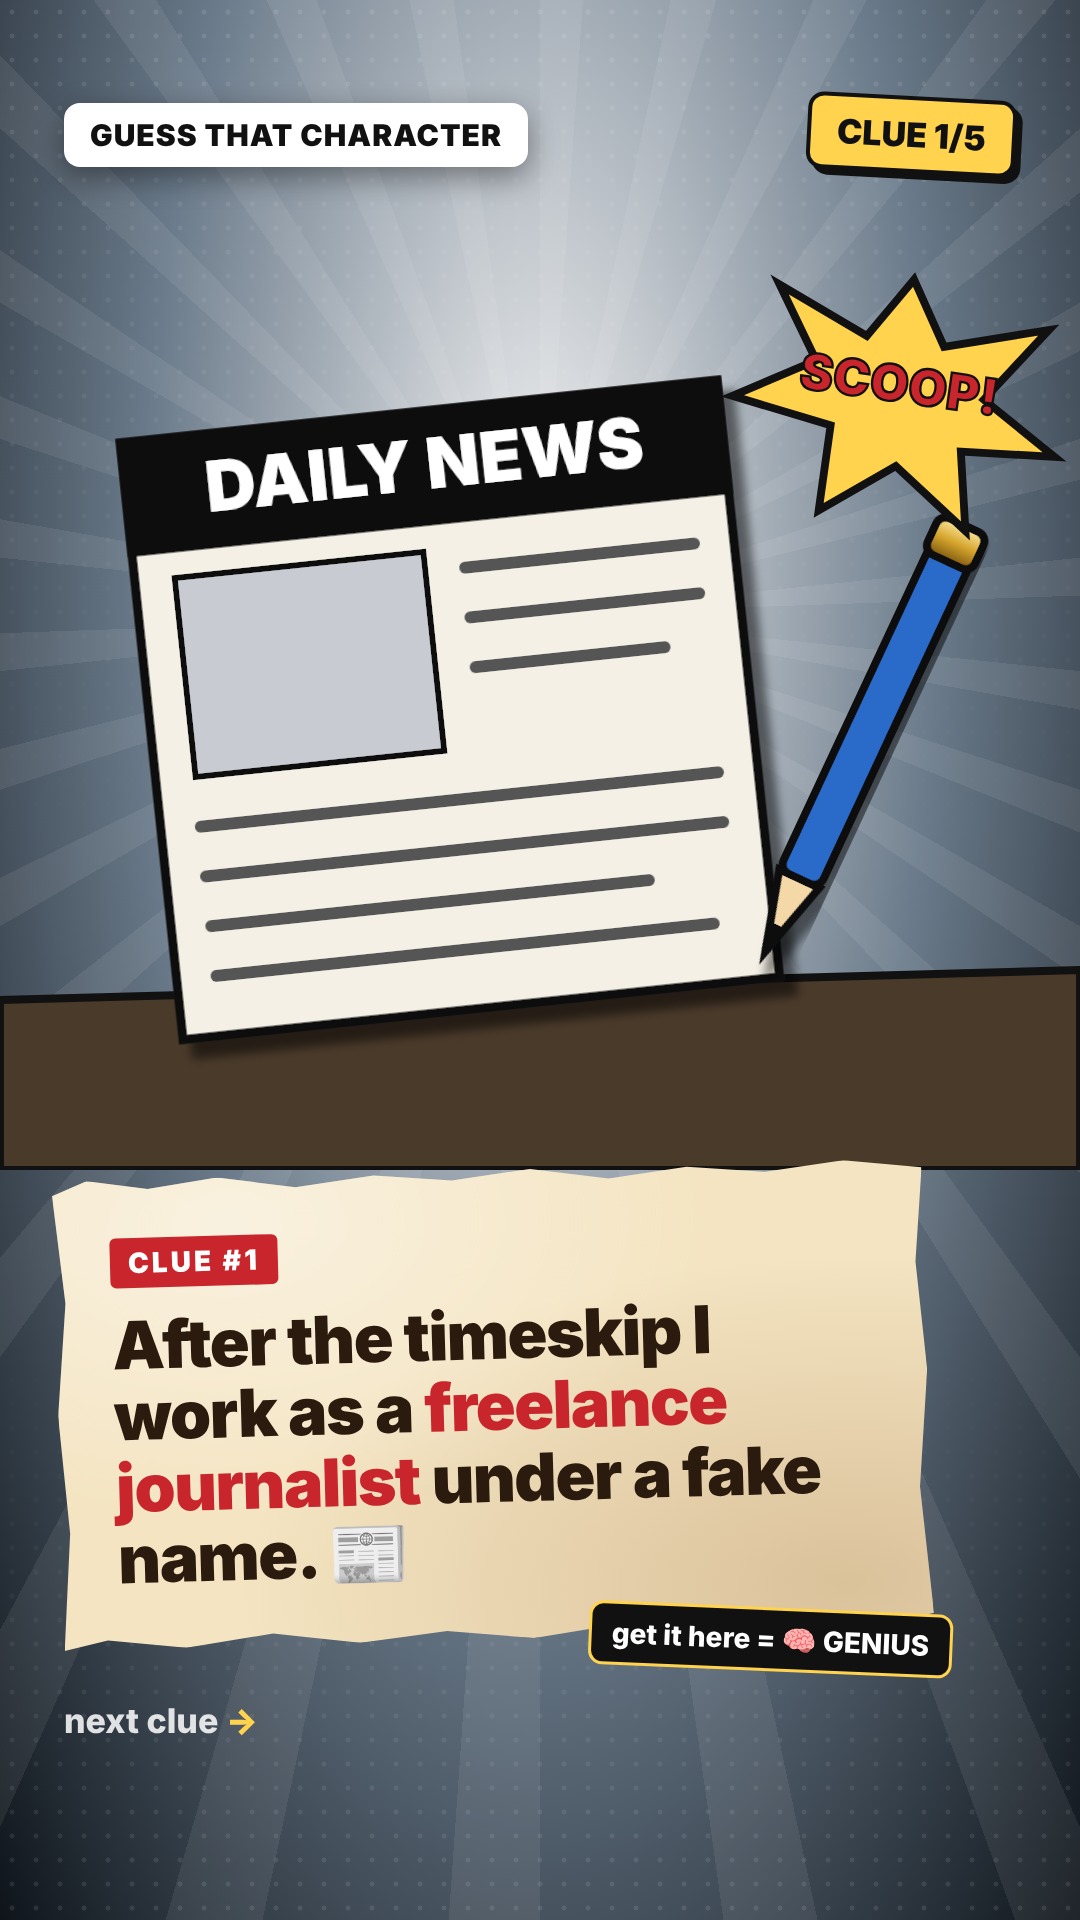 GUESS THAT CHARACTER
CLUE 1/5
SCOOP!
DAILY NEWS
CLUE #1
After the timeskip I
work as a freelance
journalist under a fake
name. 📰
get it here = 🧠 GENIUS
next clue →